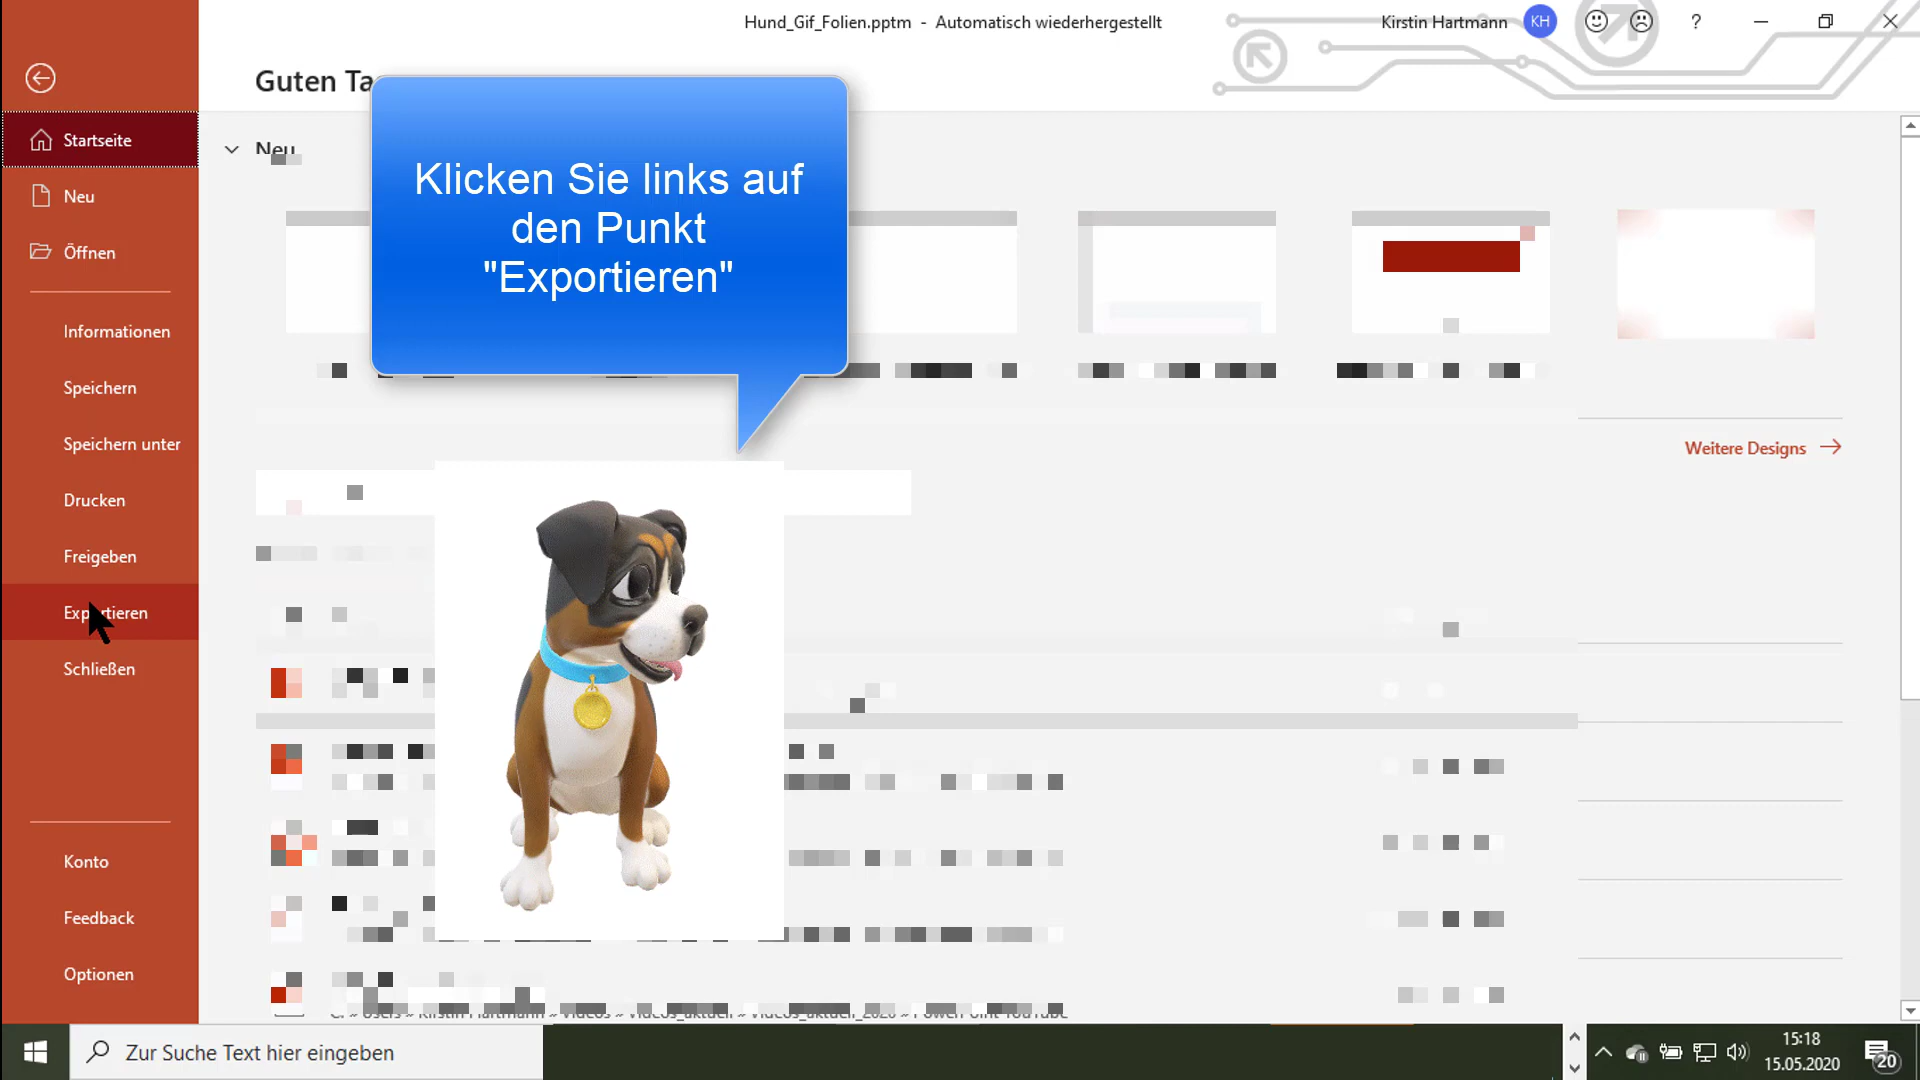 Hund_Gif_Folien.pptm - Automatisch wiederhergestellt
Kirstin Hartmann
KH
?
Guten Ta
Startseite
Neu
Neu
Öffnen
Klicken Sie links auf
den Punkt
"Exportieren"
Informationen
Speichern
Speichern unter
Weitere Designs
Drucken
Freigeben
Exportieren
Schließen
Konto
Feedback
Optionen
Zur Suche Text hier eingeben
15:18
15.05.2020
20